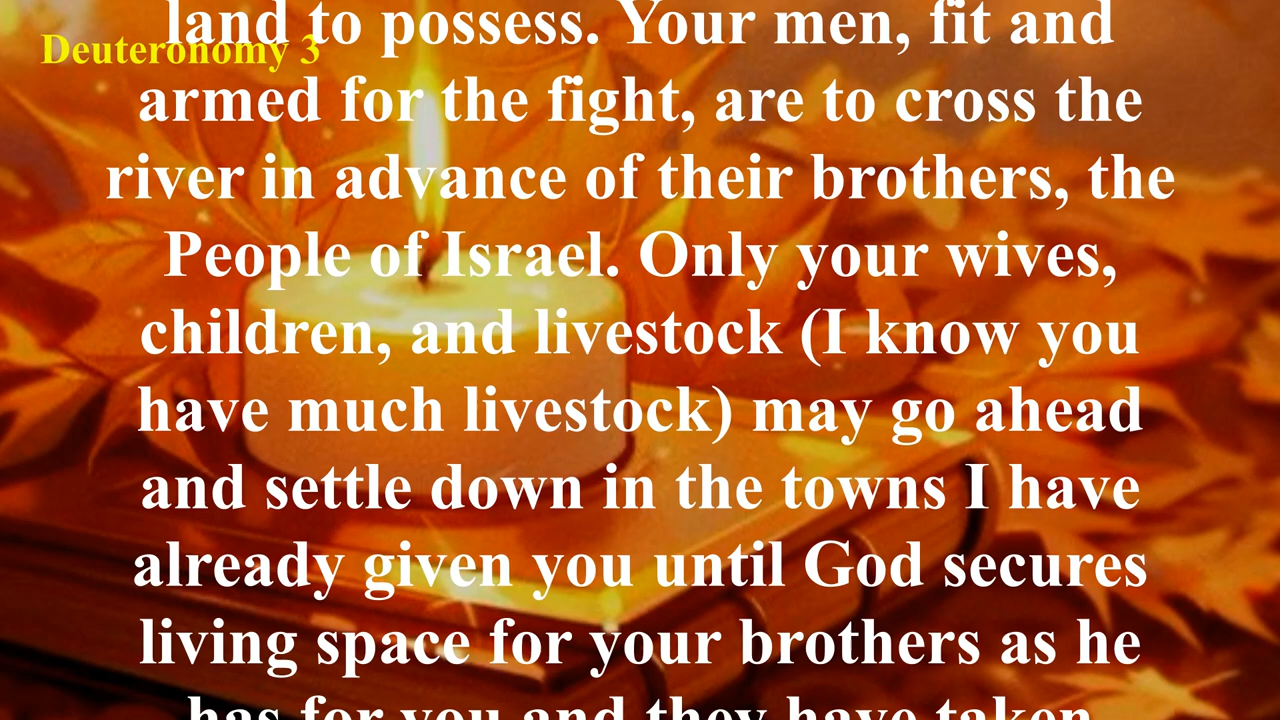 land to possess. Your men, fit and
Deuteronomy 3
armed for the fight, are to cross the
river in advance of their brothers, the
People of Israel. Only your wives,
children, and livestock (I know you
have much livestock) may go ahead
and settle down in the towns I have
already given you until God secures
living space for your brothers as he
has for you and they have taken